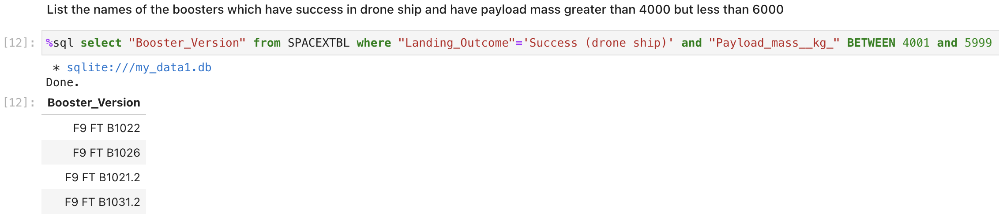 List the names of the boosters which have success in drone ship and have payload mass greater than 4000 but less than 6000
[12]: %sql select "Booster_Version" from SPACEXTBL where "Landing_Outcome"='Success (drone ship)' and "Payload_mass__kg_" BETWEEN 4001 and 5999
* sqlite:///my_data1.db
Done.
[12]: Booster_Version
F9 FT B1022
F9 FT B1026
F9 FT B1021.2
F9 FT B1031.2